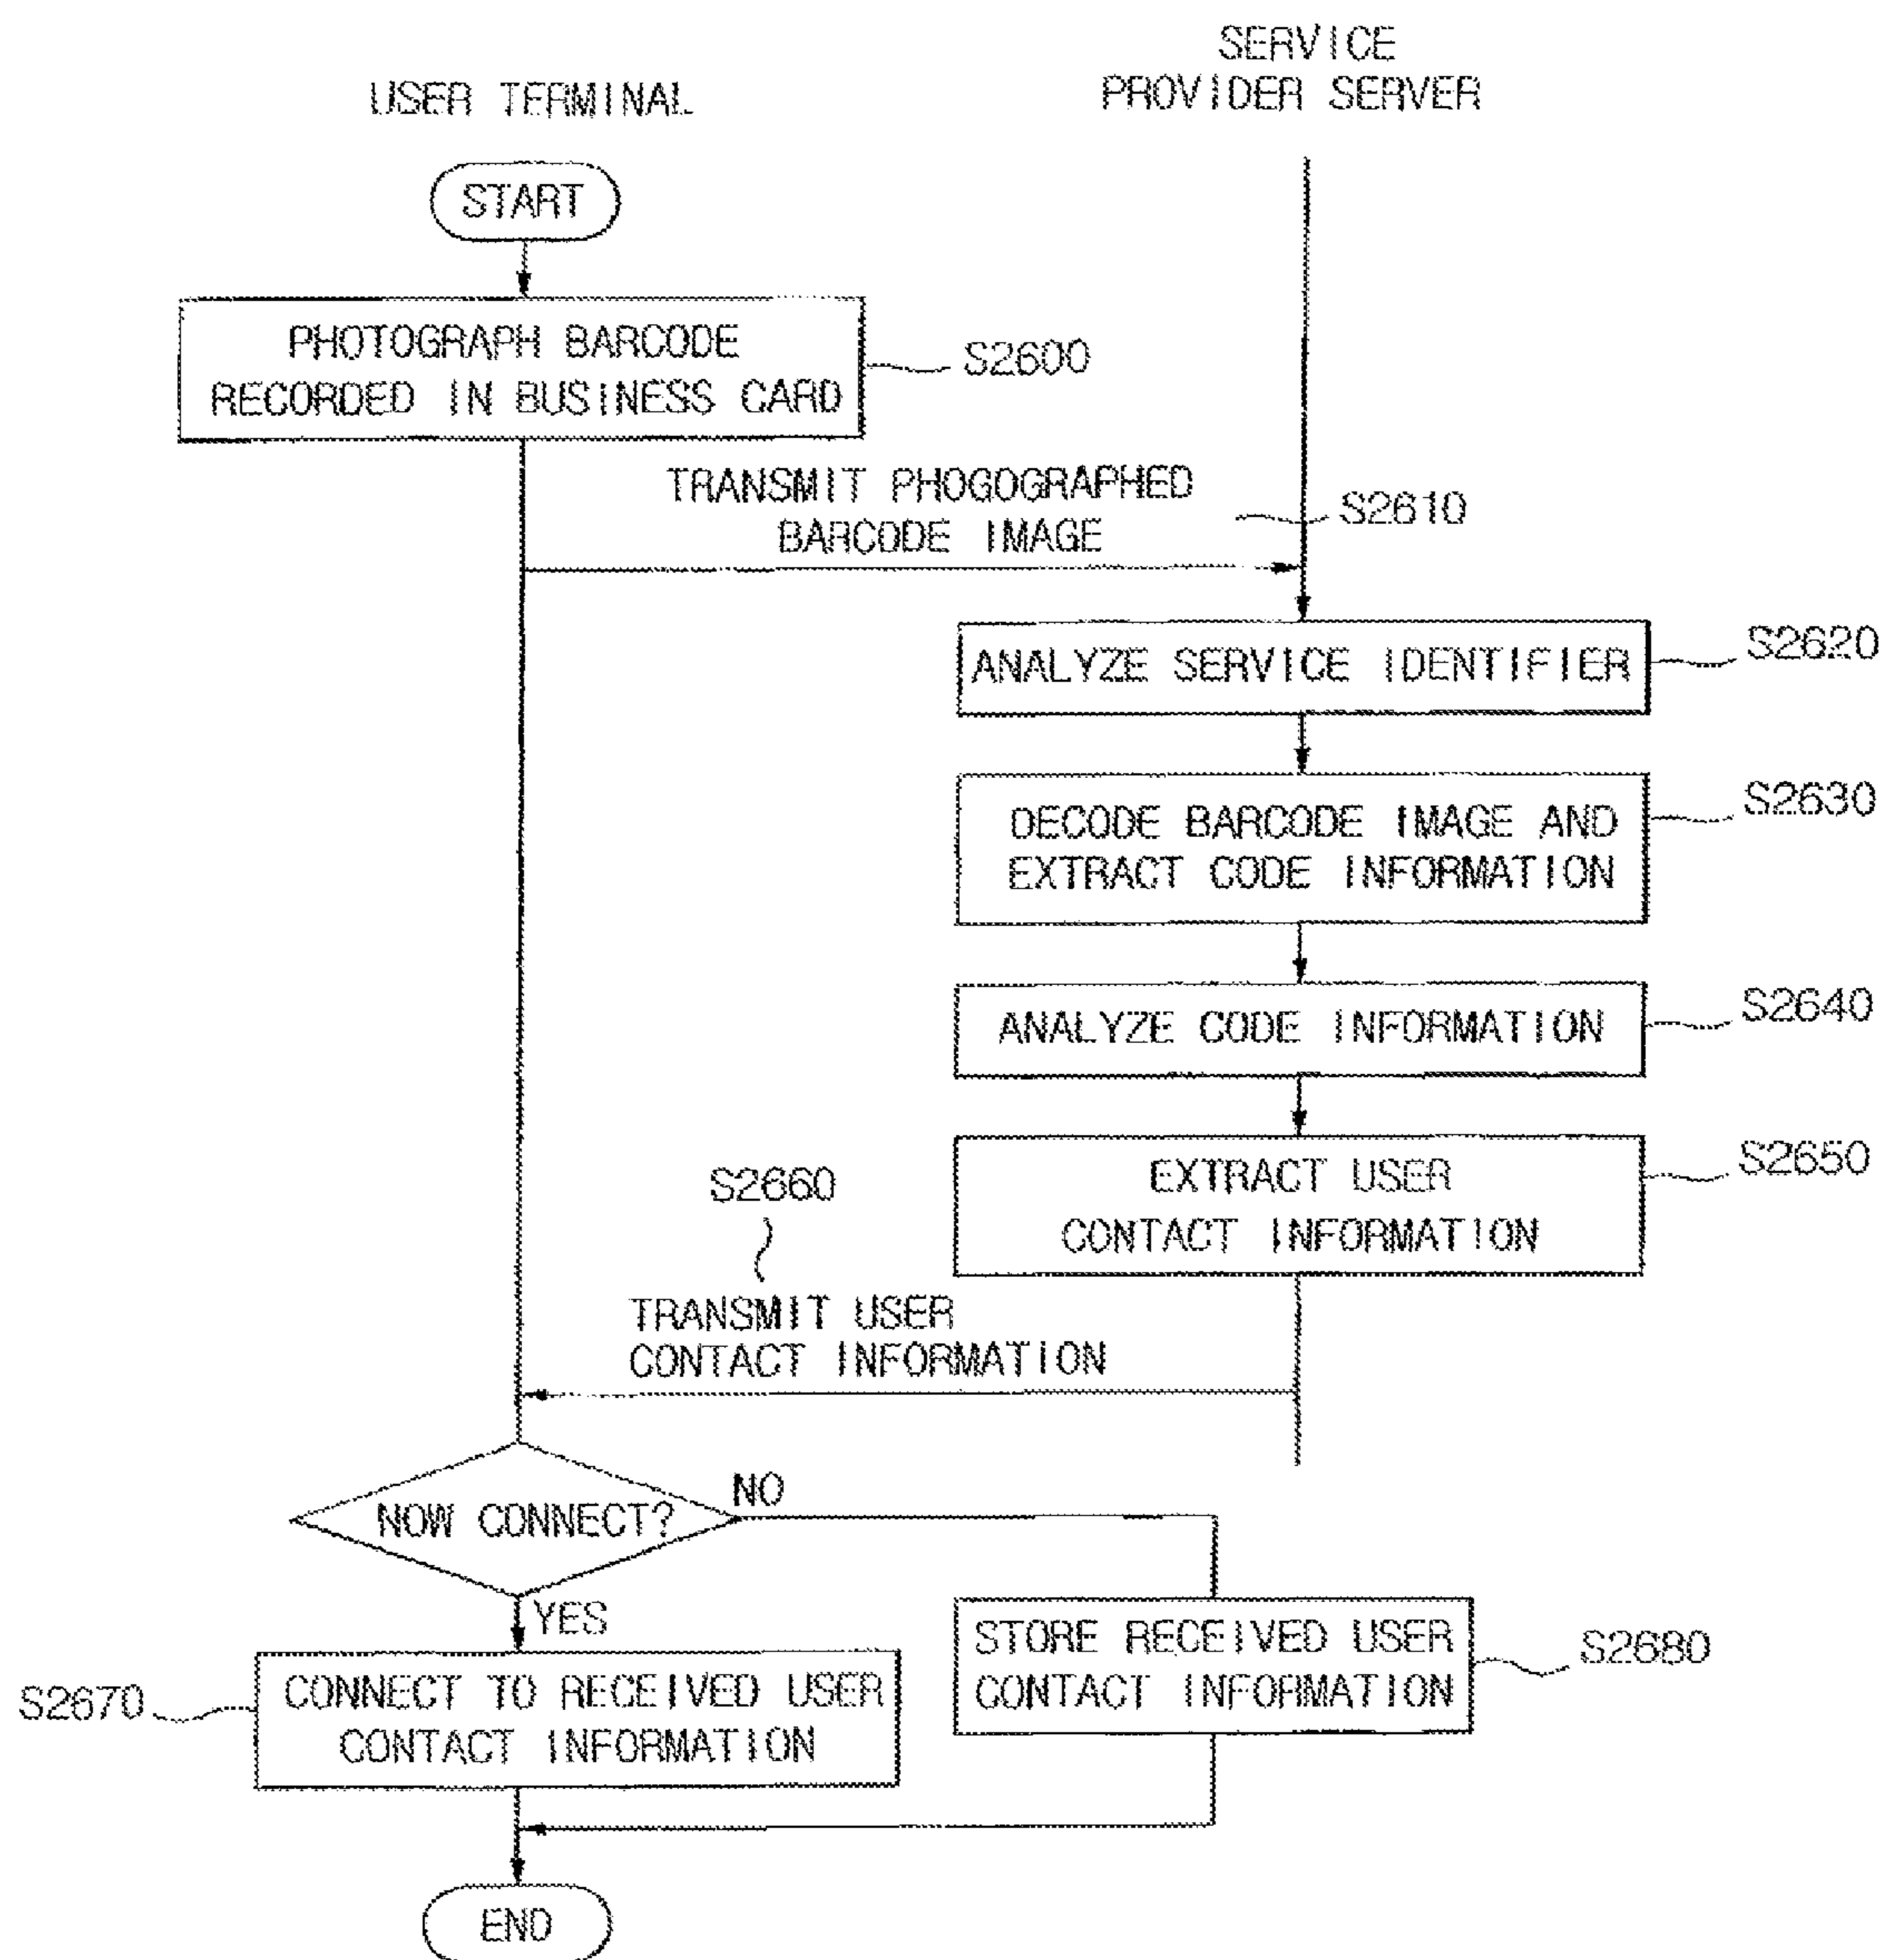 USER TERMINAL
SERVICE
PROVIDER SERVER
START
PHOTOGRAPH BARCODE
RECORDED IN BUSINESS CARD
S2600
TRANSMIT PHOGOGRAPHED
BARCODE IMAGE
S2610
ANALYZE SERVICE IDENTIFIER
S2620
DECODE BARCODE IMAGE AND
EXTRACT CODE INFORMATION
S2630
ANALYZE CODE INFORMATION
S2640
EXTRACT USER
CONTACT INFORMATION
S2650
S2660
TRANSMIT USER
CONTACT INFORMATION
NOW CONNECT?
NO
YES
STORE RECEIVED USER
CONTACT INFORMATION
S2680
S2670
CONNECT TO RECEIVED USER
CONTACT INFORMATION
END